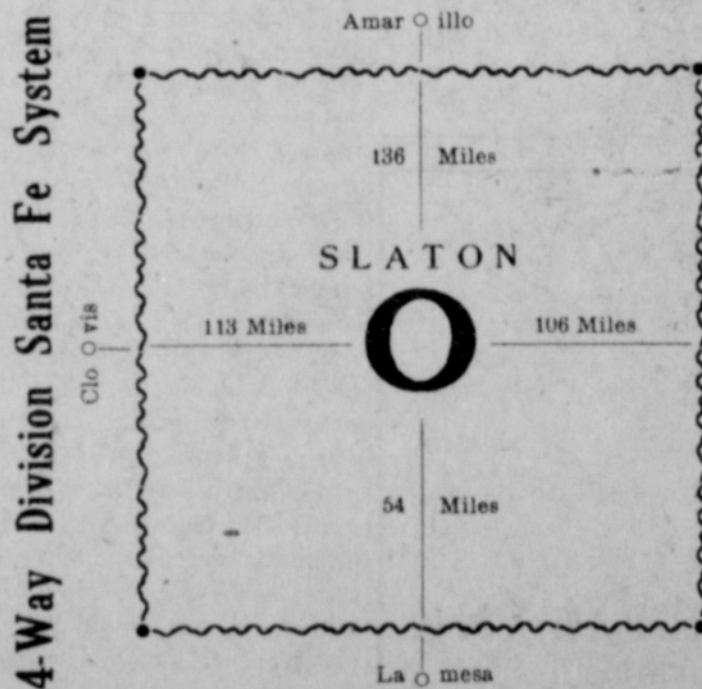 4-Way Division Santa Fe System
Amar illo
136 Miles
SLATON
O
Clo vis
113 Miles
106 Miles
54 Miles
La mesa